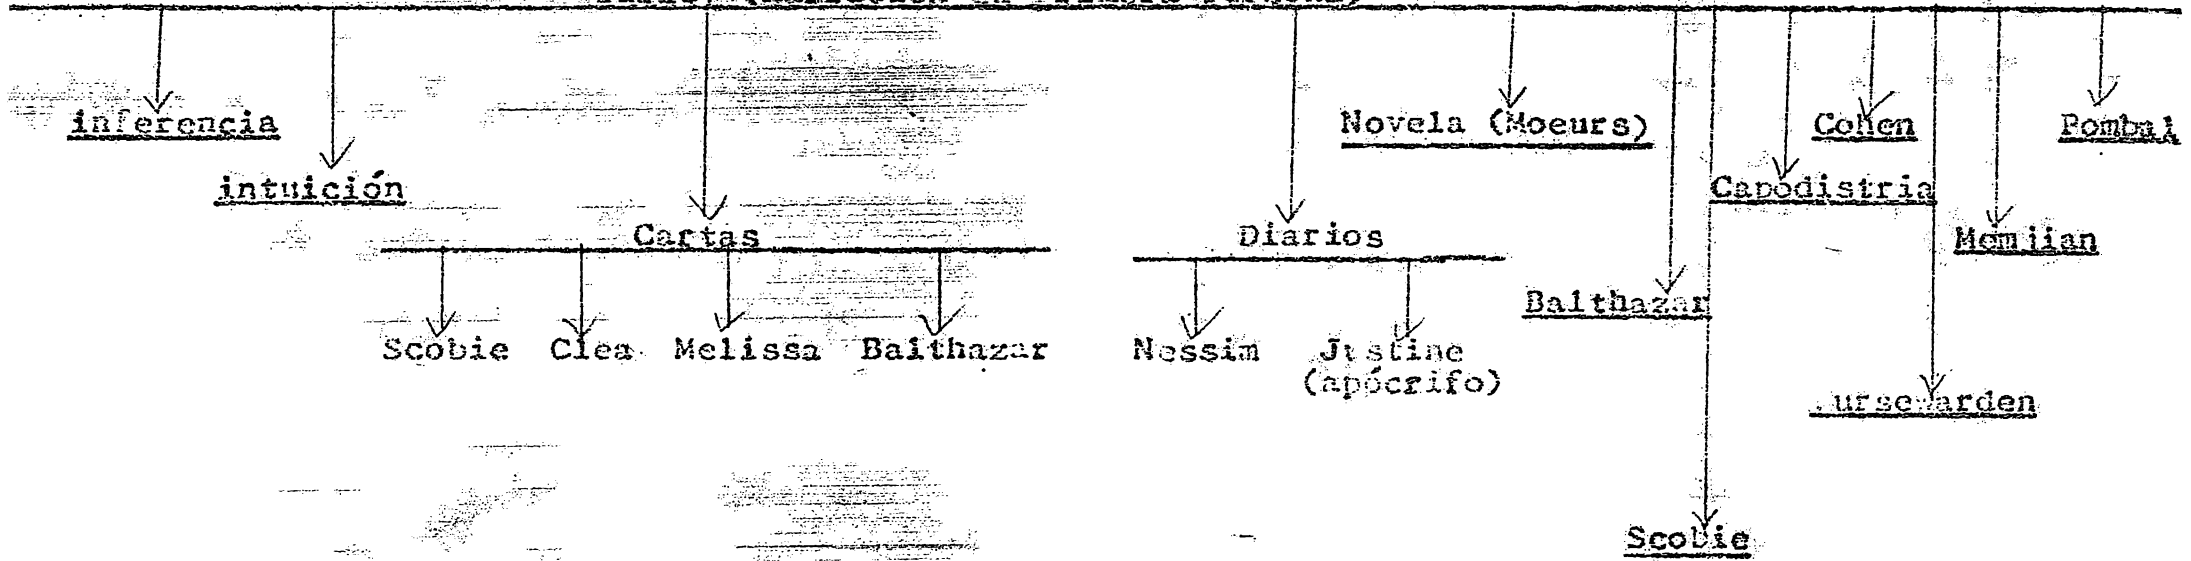 inferencia
intuición
Cartas
Scobie Clea Melissa Balthazar
Diarios
Nessim Justine
(apócrifo)
Novela (Moeurs)
Balthazar
Scobie
Capodistria
Cohen
Memlian
Pombal